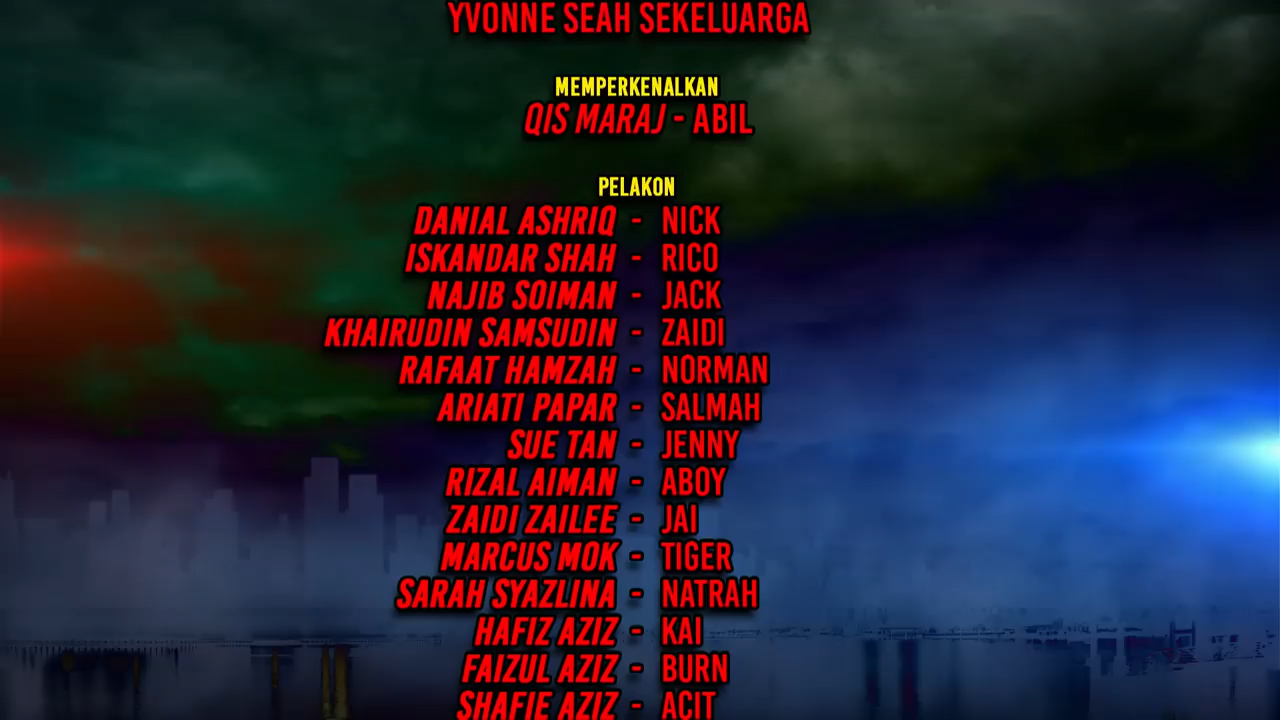 YVONNE SEAH SEKELUARGA
MEMPERKENALKAN
QIS MARAJ - ABIL
PELAKON
DANIAL ASHRIQ - NICK
ISKANDAR SHAH - RICO
NAJIB SOIMAN - JACK
KHAIRUDIN SAMSUDIN - ZAIDI
RAFAAT HAMZAH - NORMAN
ARIATI PAPAR - SALMAH
SUE TAN - JENNY
RIZAL AIMAN - ABOY
ZAIDI ZAILEE - JAI
MARCUS MOK - TIGER
SARAH SYAZLINA - NATRAH
HAFIZ AZIZ - KAI
FAIZUL AZIZ - BURN
SHAFIE AZIZ - ACIT